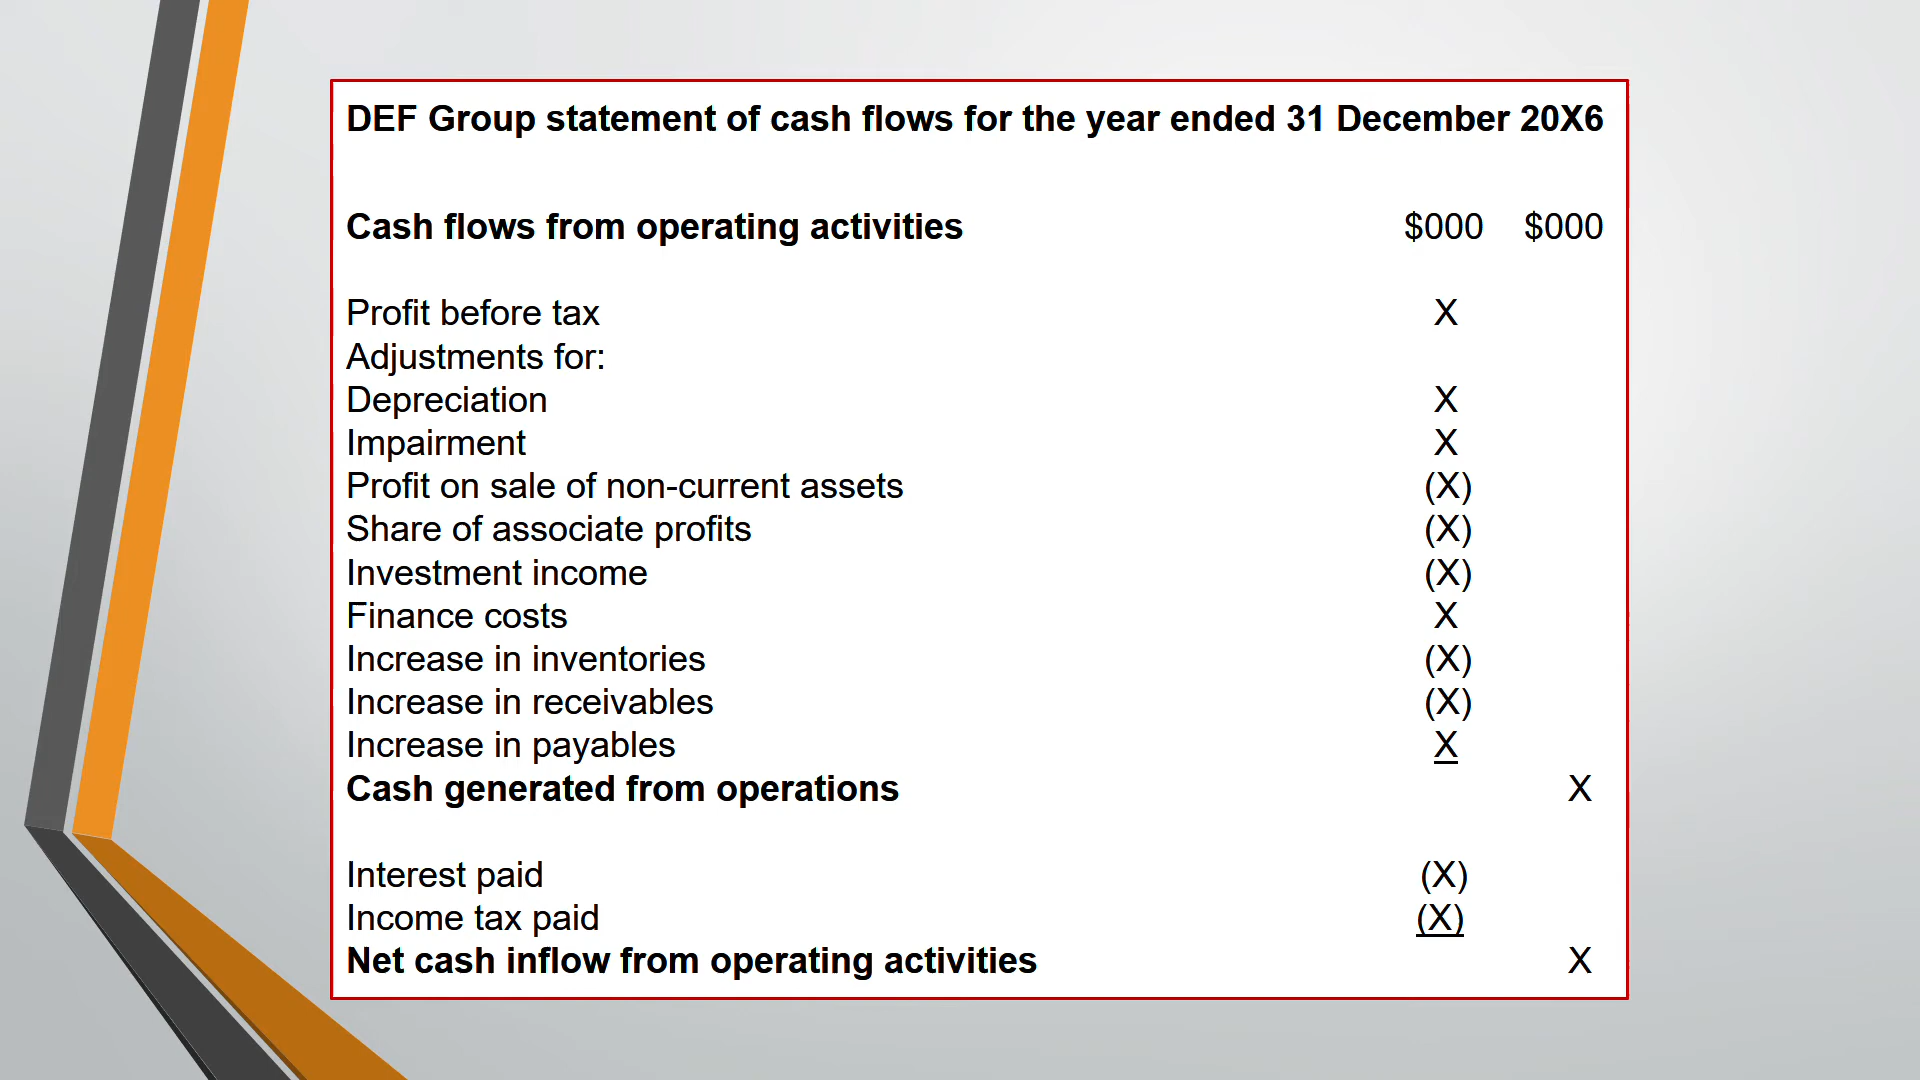 DEF Group statement of cash flows for the year ended 31 December 20X6
Cash flows from operating activities $000 $000
Profit before tax X
Adjustments for:
Depreciation X
Impairment X
Profit on sale of non-current assets (X)
Share of associate profits (X)
Investment income (X)
Finance costs X
Increase in inventories (X)
Increase in receivables (X)
Increase in payables X
Cash generated from operations X
Interest paid (X)
Income tax paid (X)
Net cash inflow from operating activities X